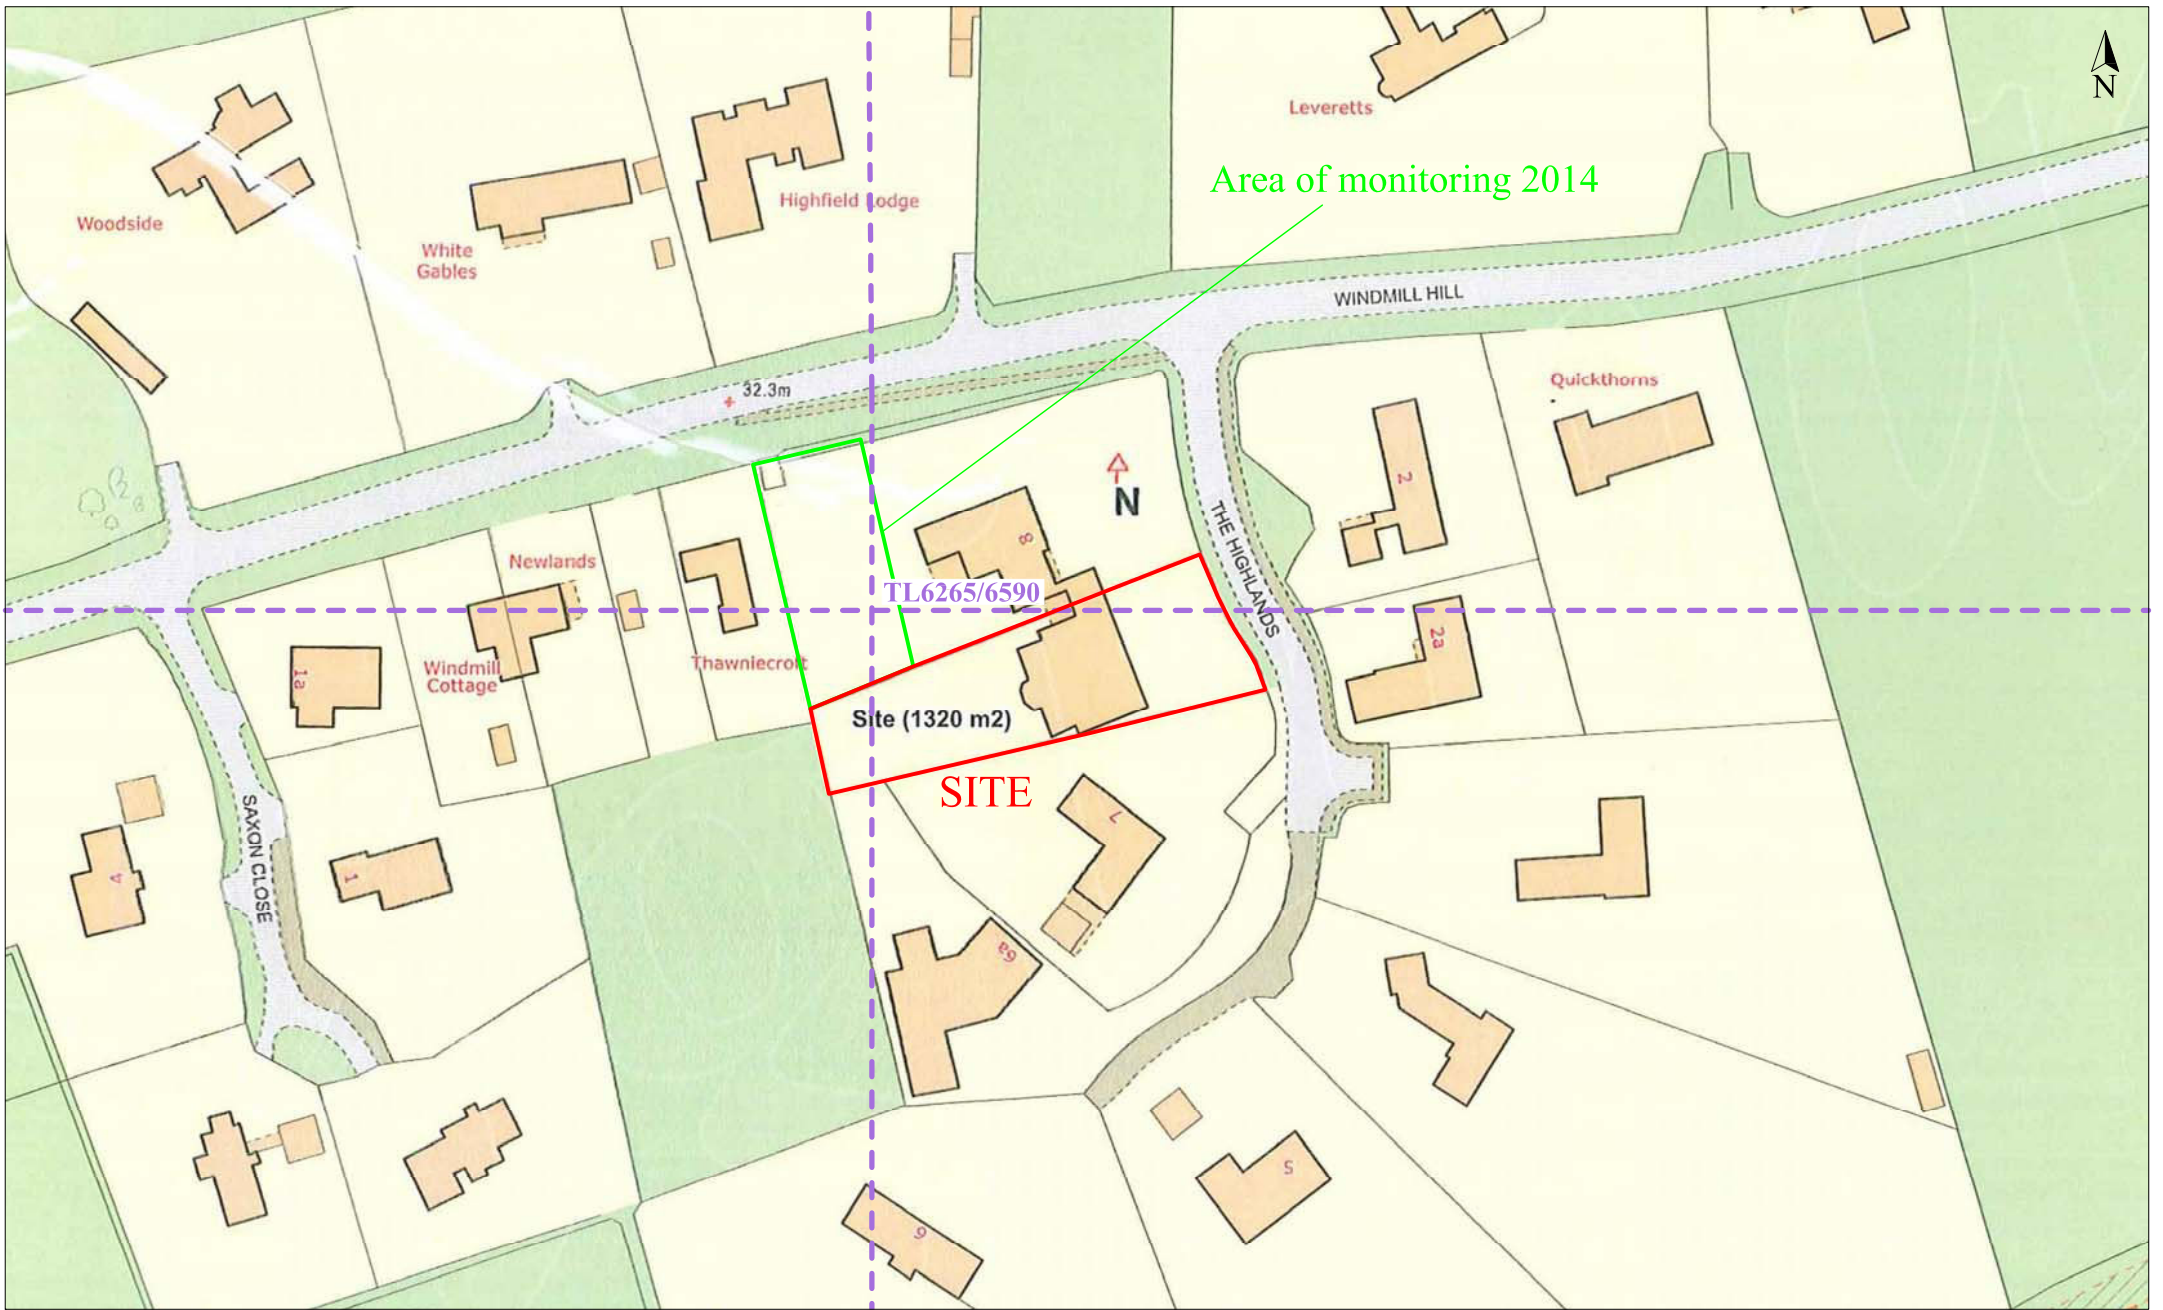 N
Leveretts
Area of monitoring 2014
Highfield Lodge
Woodside
White
Gables
WINDMILL HILL
32.3m
Quickthorns
2
N
8
THE HIGHLANDS
Newlands
TL6265/6590
2a
Thawniecroft
Windmill
Cottage
1a
Site (1320 m2)
SITE
7
SAXON CLOSE
4
1
6a
5
6